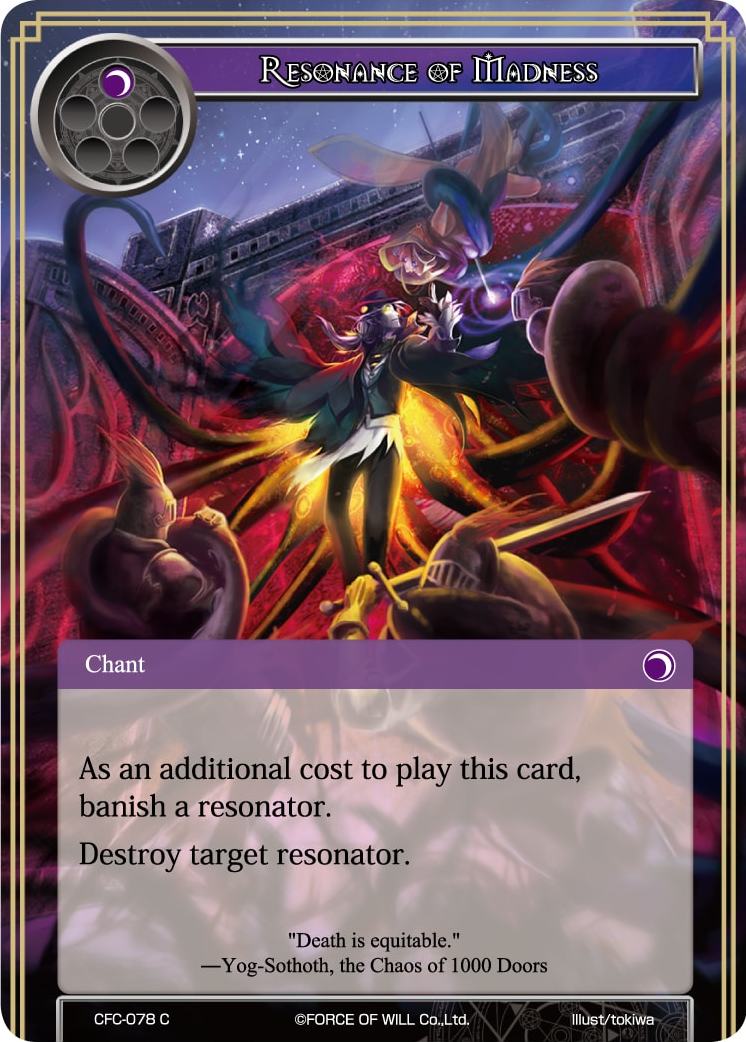 Resonance of Madness
Chant
As an additional cost to play this card,
banish a resonator.
Destroy target resonator.
"Death is equitable."
—Yog-Sothoth, the Chaos of 1000 Doors
CFC-078 C ©FORCE OF WILL Co.,Ltd. Illust/tokiwa